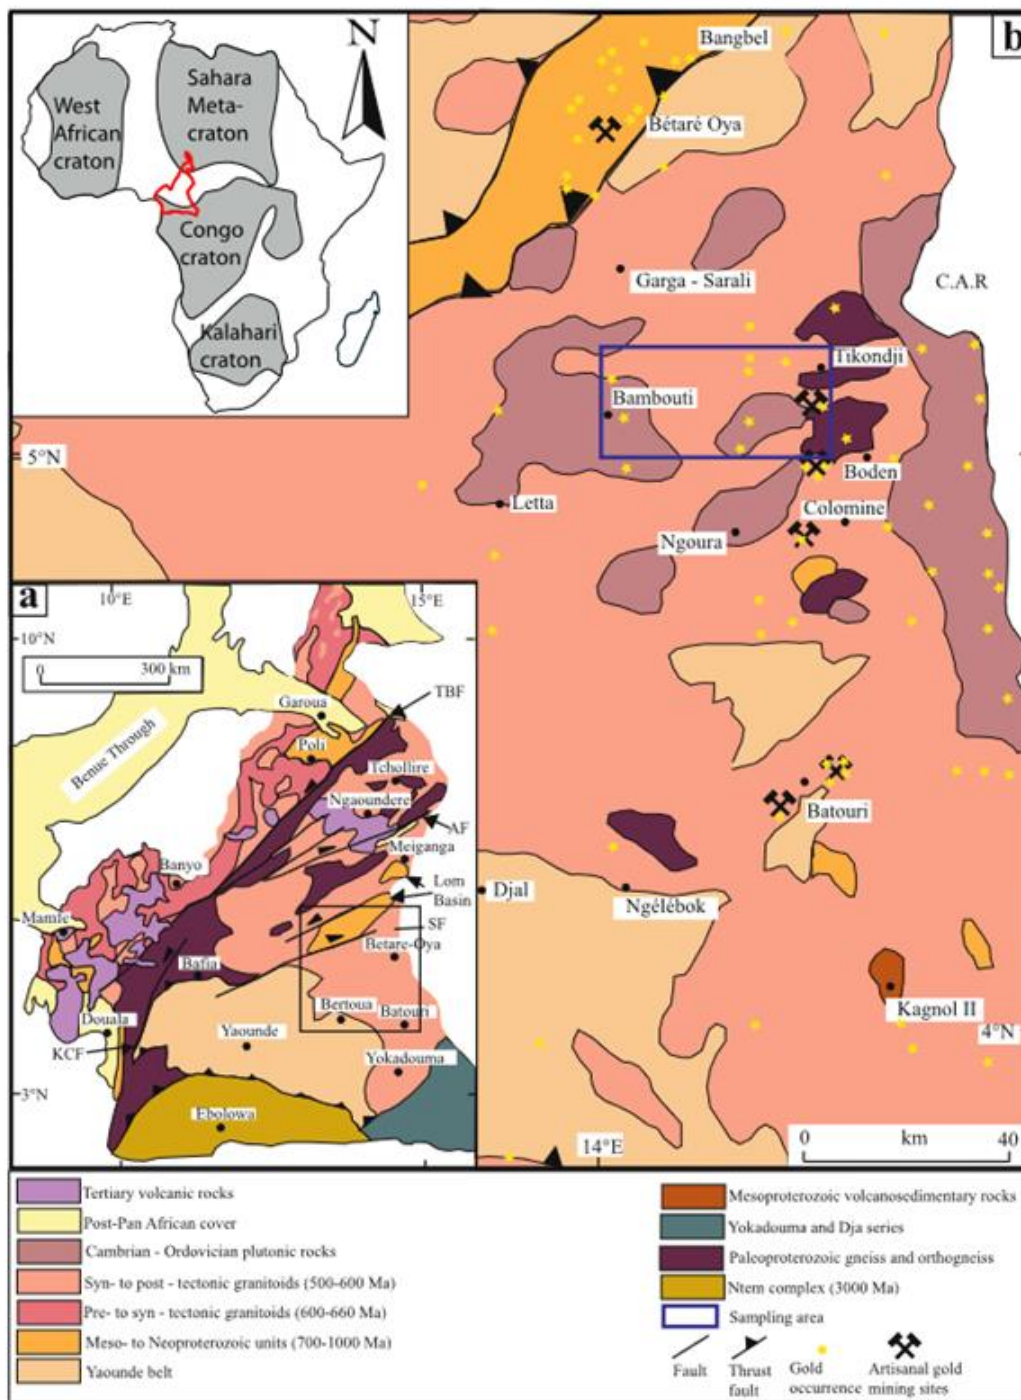 West
African
craton
Sahara
Meta-
craton
Congo
craton
Kalahari
craton
N
b
Bangbel
Bétaré Oya
Garga - Sarali
C.A.R
Tikondji
Bambouti
5°N
Boden
Letta
Colomine
Ngoura
Batouri
Djal
Ngélébok
Kagnol II
4°N
14°E
0 km 40
a
10°E
15°E
10°N
0 300 km
TBF
Garoua
Benue Through
Poli
Tchollire
Ngaoundere
AF
Meiganga
Banyo
Lom
Basin
Mamfe
SF
Betare-Oya
Bafia
Bertoua
Batouri
Douala
Yaounde
KCF
Yokadouma
3°N
Ebolowa
Tertiary volcanic rocks
Post-Pan African cover
Cambrian - Ordovician plutonic rocks
Syn- to post - tectonic granitoids (500-600 Ma)
Pre- to syn - tectonic granitoids (600-660 Ma)
Meso- to Neoproterozoic units (700-1000 Ma)
Yaounde belt
Mesoproterozoic volcanosedimentary rocks
Yokadouma and Dja series
Paleoproterozoic gneiss and orthogneiss
Ntem complex (3000 Ma)
Sampling area
Fault
Thrust
fault
Gold
occurrence
Artisanal gold
mining sites